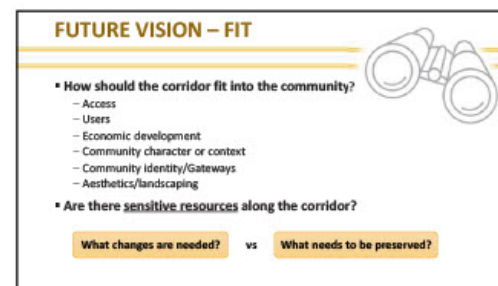 FUTURE VISION – FIT
▪ How should the corridor fit into the community?
– Access
– Users
– Economic development
– Community character or context
– Community identity/Gateways
– Aesthetics/landscaping
▪ Are there sensitive resources along the corridor?
What changes are needed? vs What needs to be preserved?